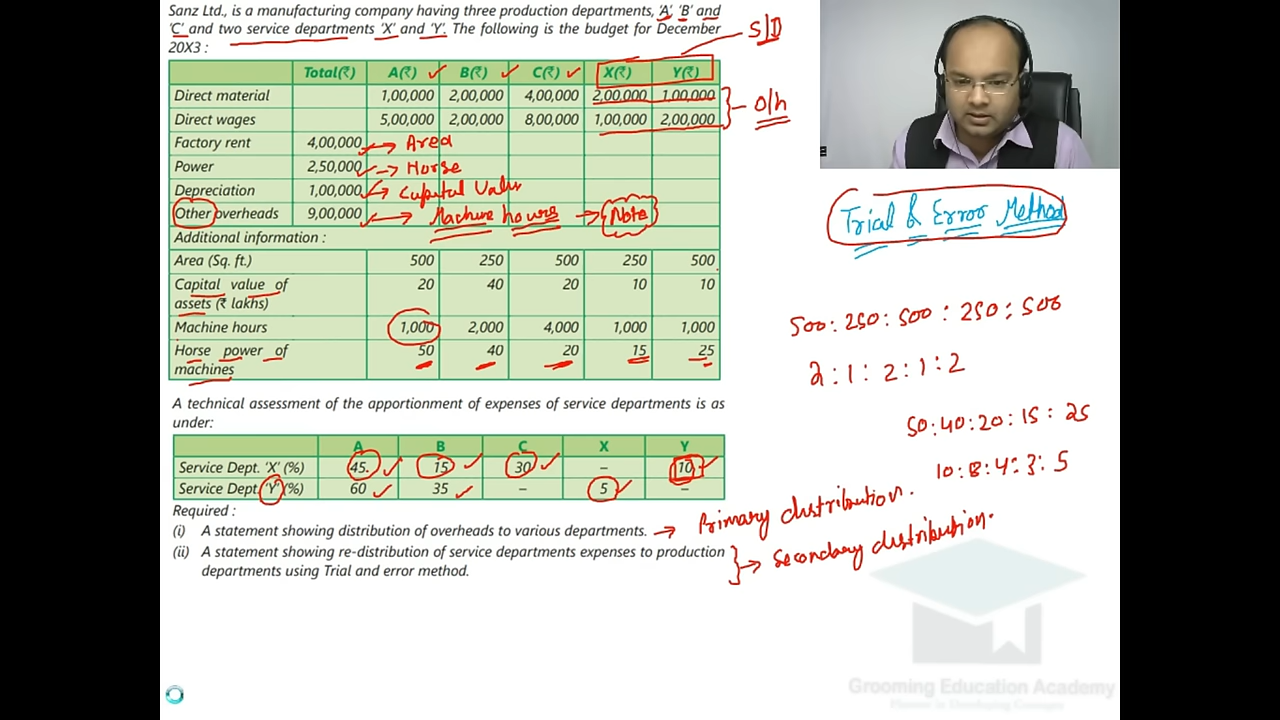 Sanz Ltd., is a manufacturing company having three production departments, 'A', 'B' and
'C' and two service departments 'X' and 'Y'. The following is the budget for December
20X3 :
S/D
Total(₹) A(₹) B(₹) C(₹) X(₹) Y(₹)
Direct material 1,00,000 2,00,000 4,00,000 2,00,000 1,00,000
O/h
Direct wages 5,00,000 2,00,000 8,00,000 1,00,000 2,00,000
Factory rent 4,00,000 → Area
Power 2,50,000 → Horse
Depreciation 1,00,000 → Capital Value
Other overheads 9,00,000 → Machine hours → Note
Trial & Error Method
Additional information :
Area (Sq. ft.) 500 250 500 250 500
Capital value of 20 40 20 10 10
assets (₹ lakhs)
Machine hours 1,000 2,000 4,000 1,000 1,000
Horse power of 50 40 20 15 25
machines
500 : 250 : 500 : 250 : 500
2 : 1 : 2 : 1 : 2
A technical assessment of the apportionment of expenses of service departments is as
under:
50 : 40 : 20 : 15 : 25
A B C X Y
Service Dept. 'X' (%) 45. 15 30 – 10
Service Dept. 'Y' (%) 60 35 – 5 –
10 : 8 : 4 : 3 : 5
Required :
(i) A statement showing distribution of overheads to various departments. → Primary distribution.
(ii) A statement showing re-distribution of service departments expenses to production
departments using Trial and error method.
→ Secondary distribution.
Grooming Education Academy